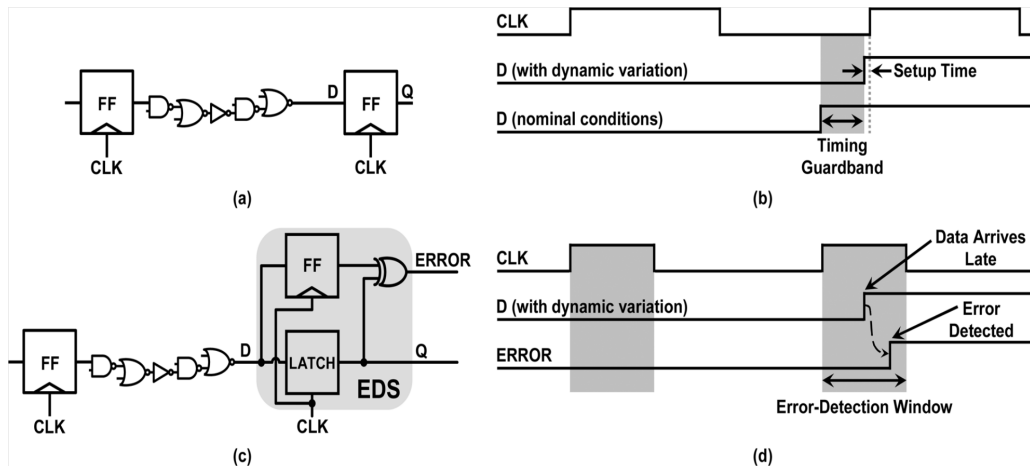 FF
D
FF
Q
CLK
CLK
(a)
CLK
D (with dynamic variation)
Setup Time
D (nominal conditions)
Timing
Guardband
(b)
FF
ERROR
FF
D
LATCH
Q
EDS
CLK
CLK
(c)
CLK
Data Arrives
Late
D (with dynamic variation)
Error
Detected
ERROR
Error-Detection Window
(d)